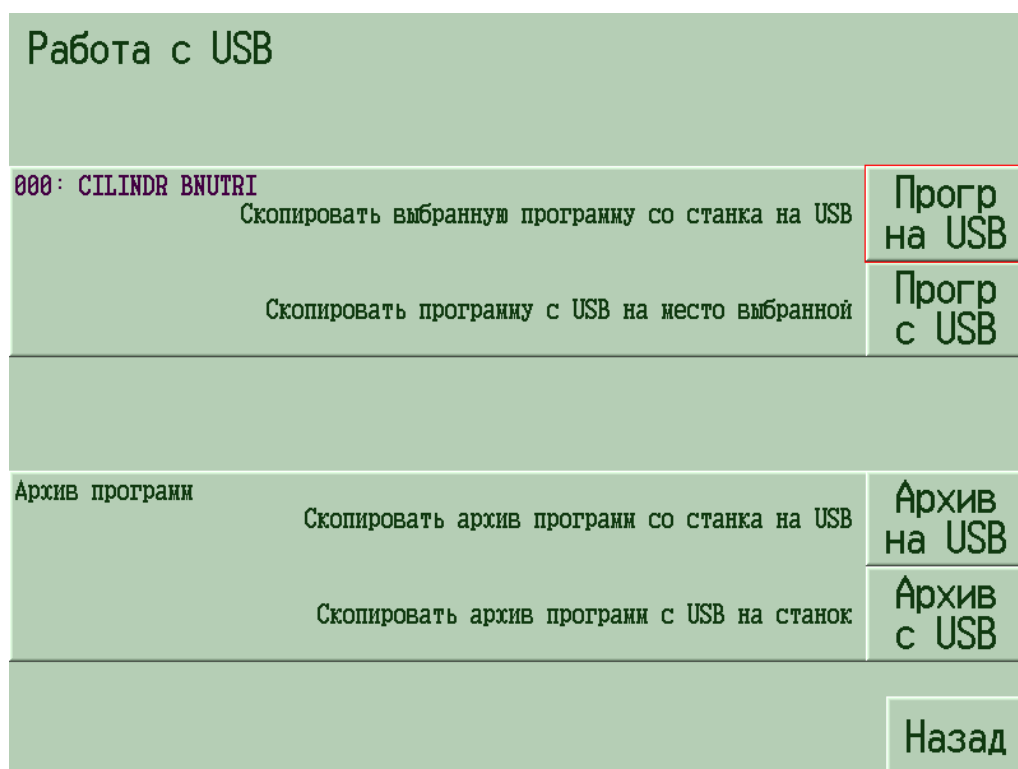 Работа с USB
000: CILINDR BNUTRI
Скопировать выбранную программу со станка на USB
Прогр
на USB
Скопировать программу с USB на место выбранной
Прогр
с USB
Архив программ
Скопировать архив программ со станка на USB
Архив
на USB
Скопировать архив программ с USB на станок
Архив
с USB
Назад